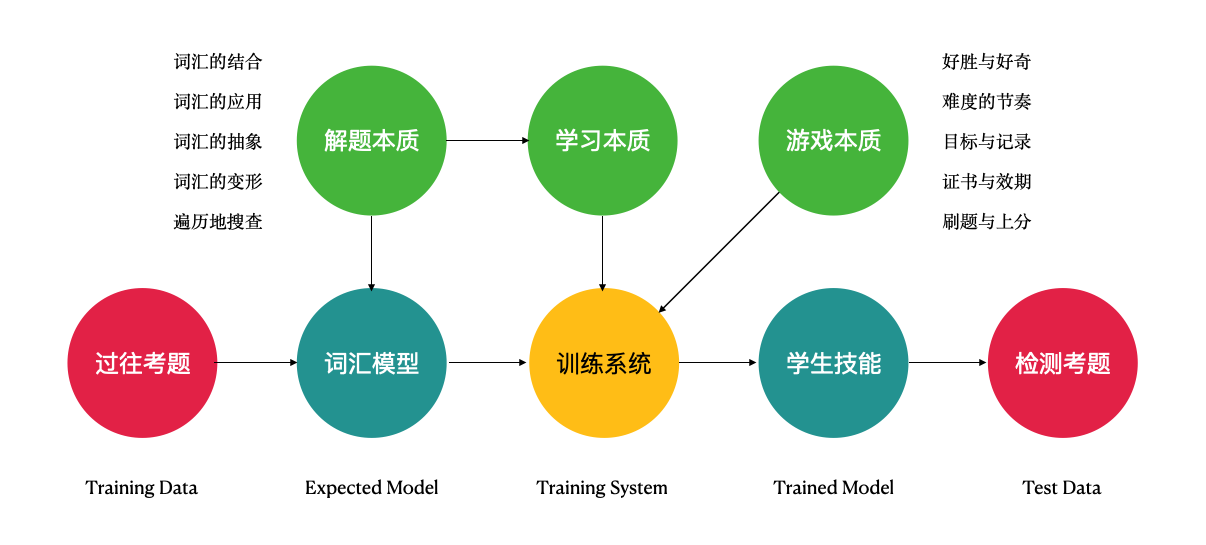 词汇的结合
词汇的应用
词汇的抽象
词汇的变形
遍历地搜查
解题本质
学习本质
游戏本质
好胜与好奇
难度的节奏
目标与记录
证书与效期
刷题与上分
过往考题
词汇模型
训练系统
学生技能
检测考题
Training Data
Expected Model
Training System
Trained Model
Test Data